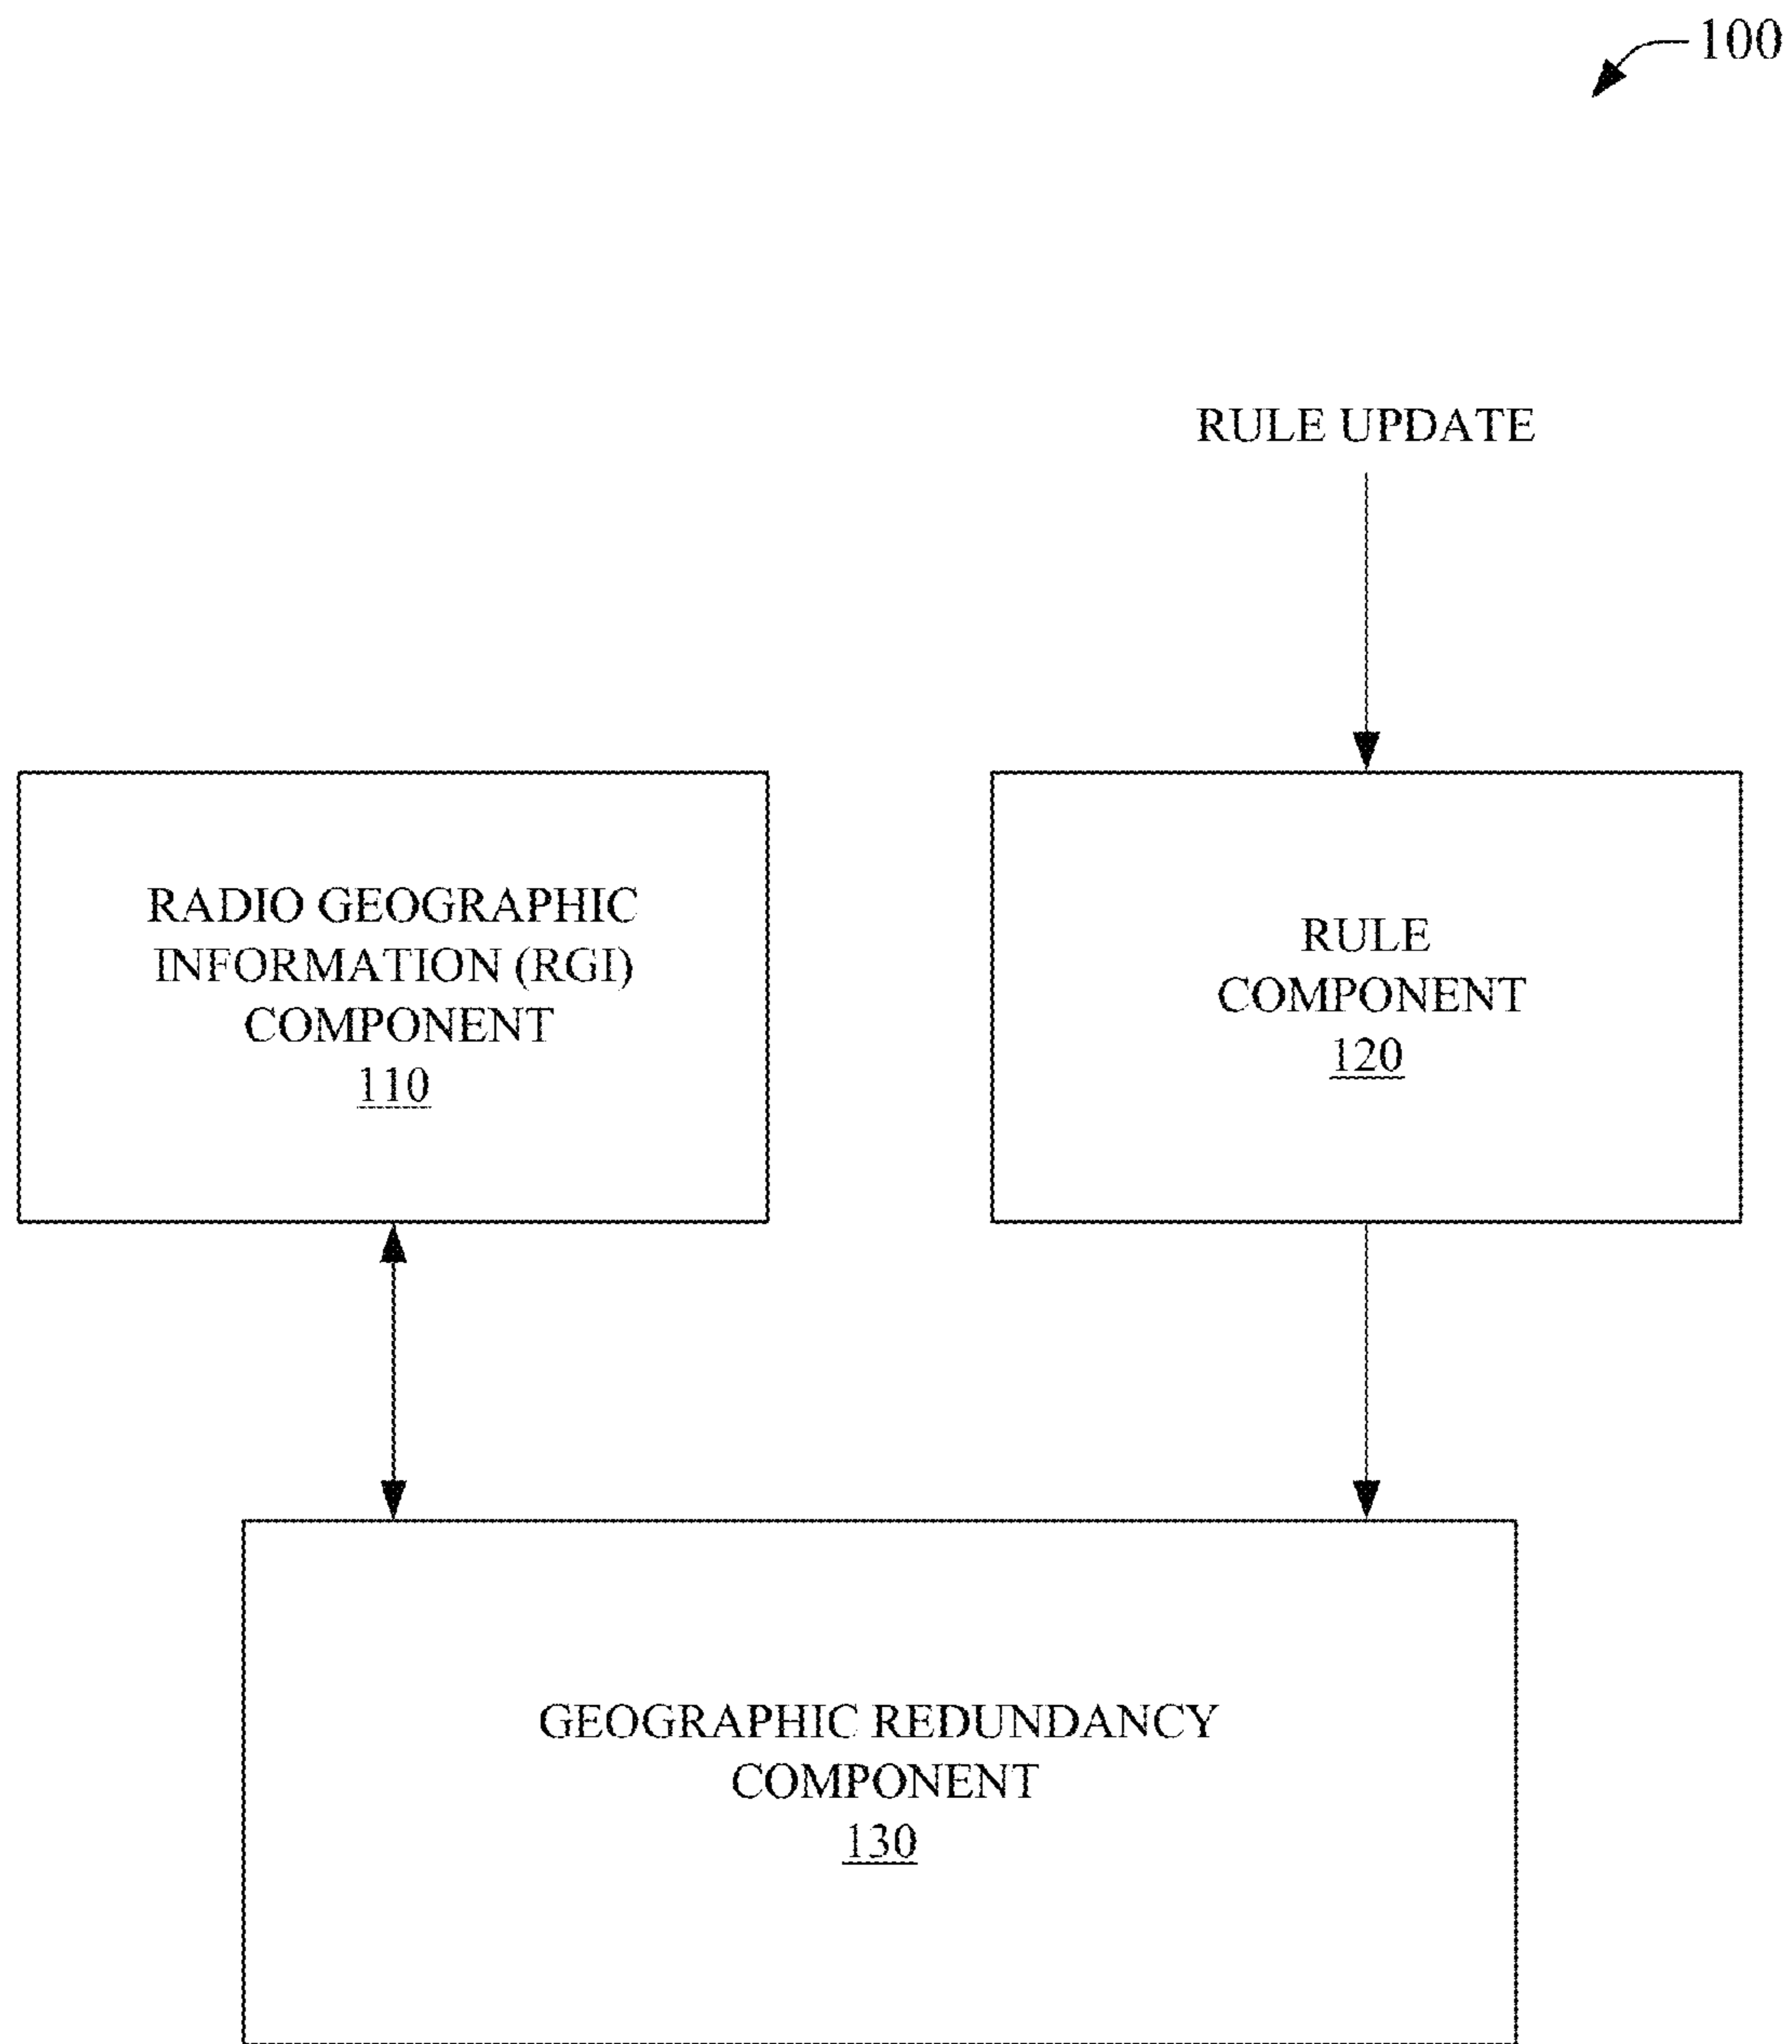 100
RULE UPDATE
RADIO GEOGRAPHIC
INFORMATION (RGI)
COMPONENT
110
RULE
COMPONENT
120
GEOGRAPHIC REDUNDANCY
COMPONENT
130